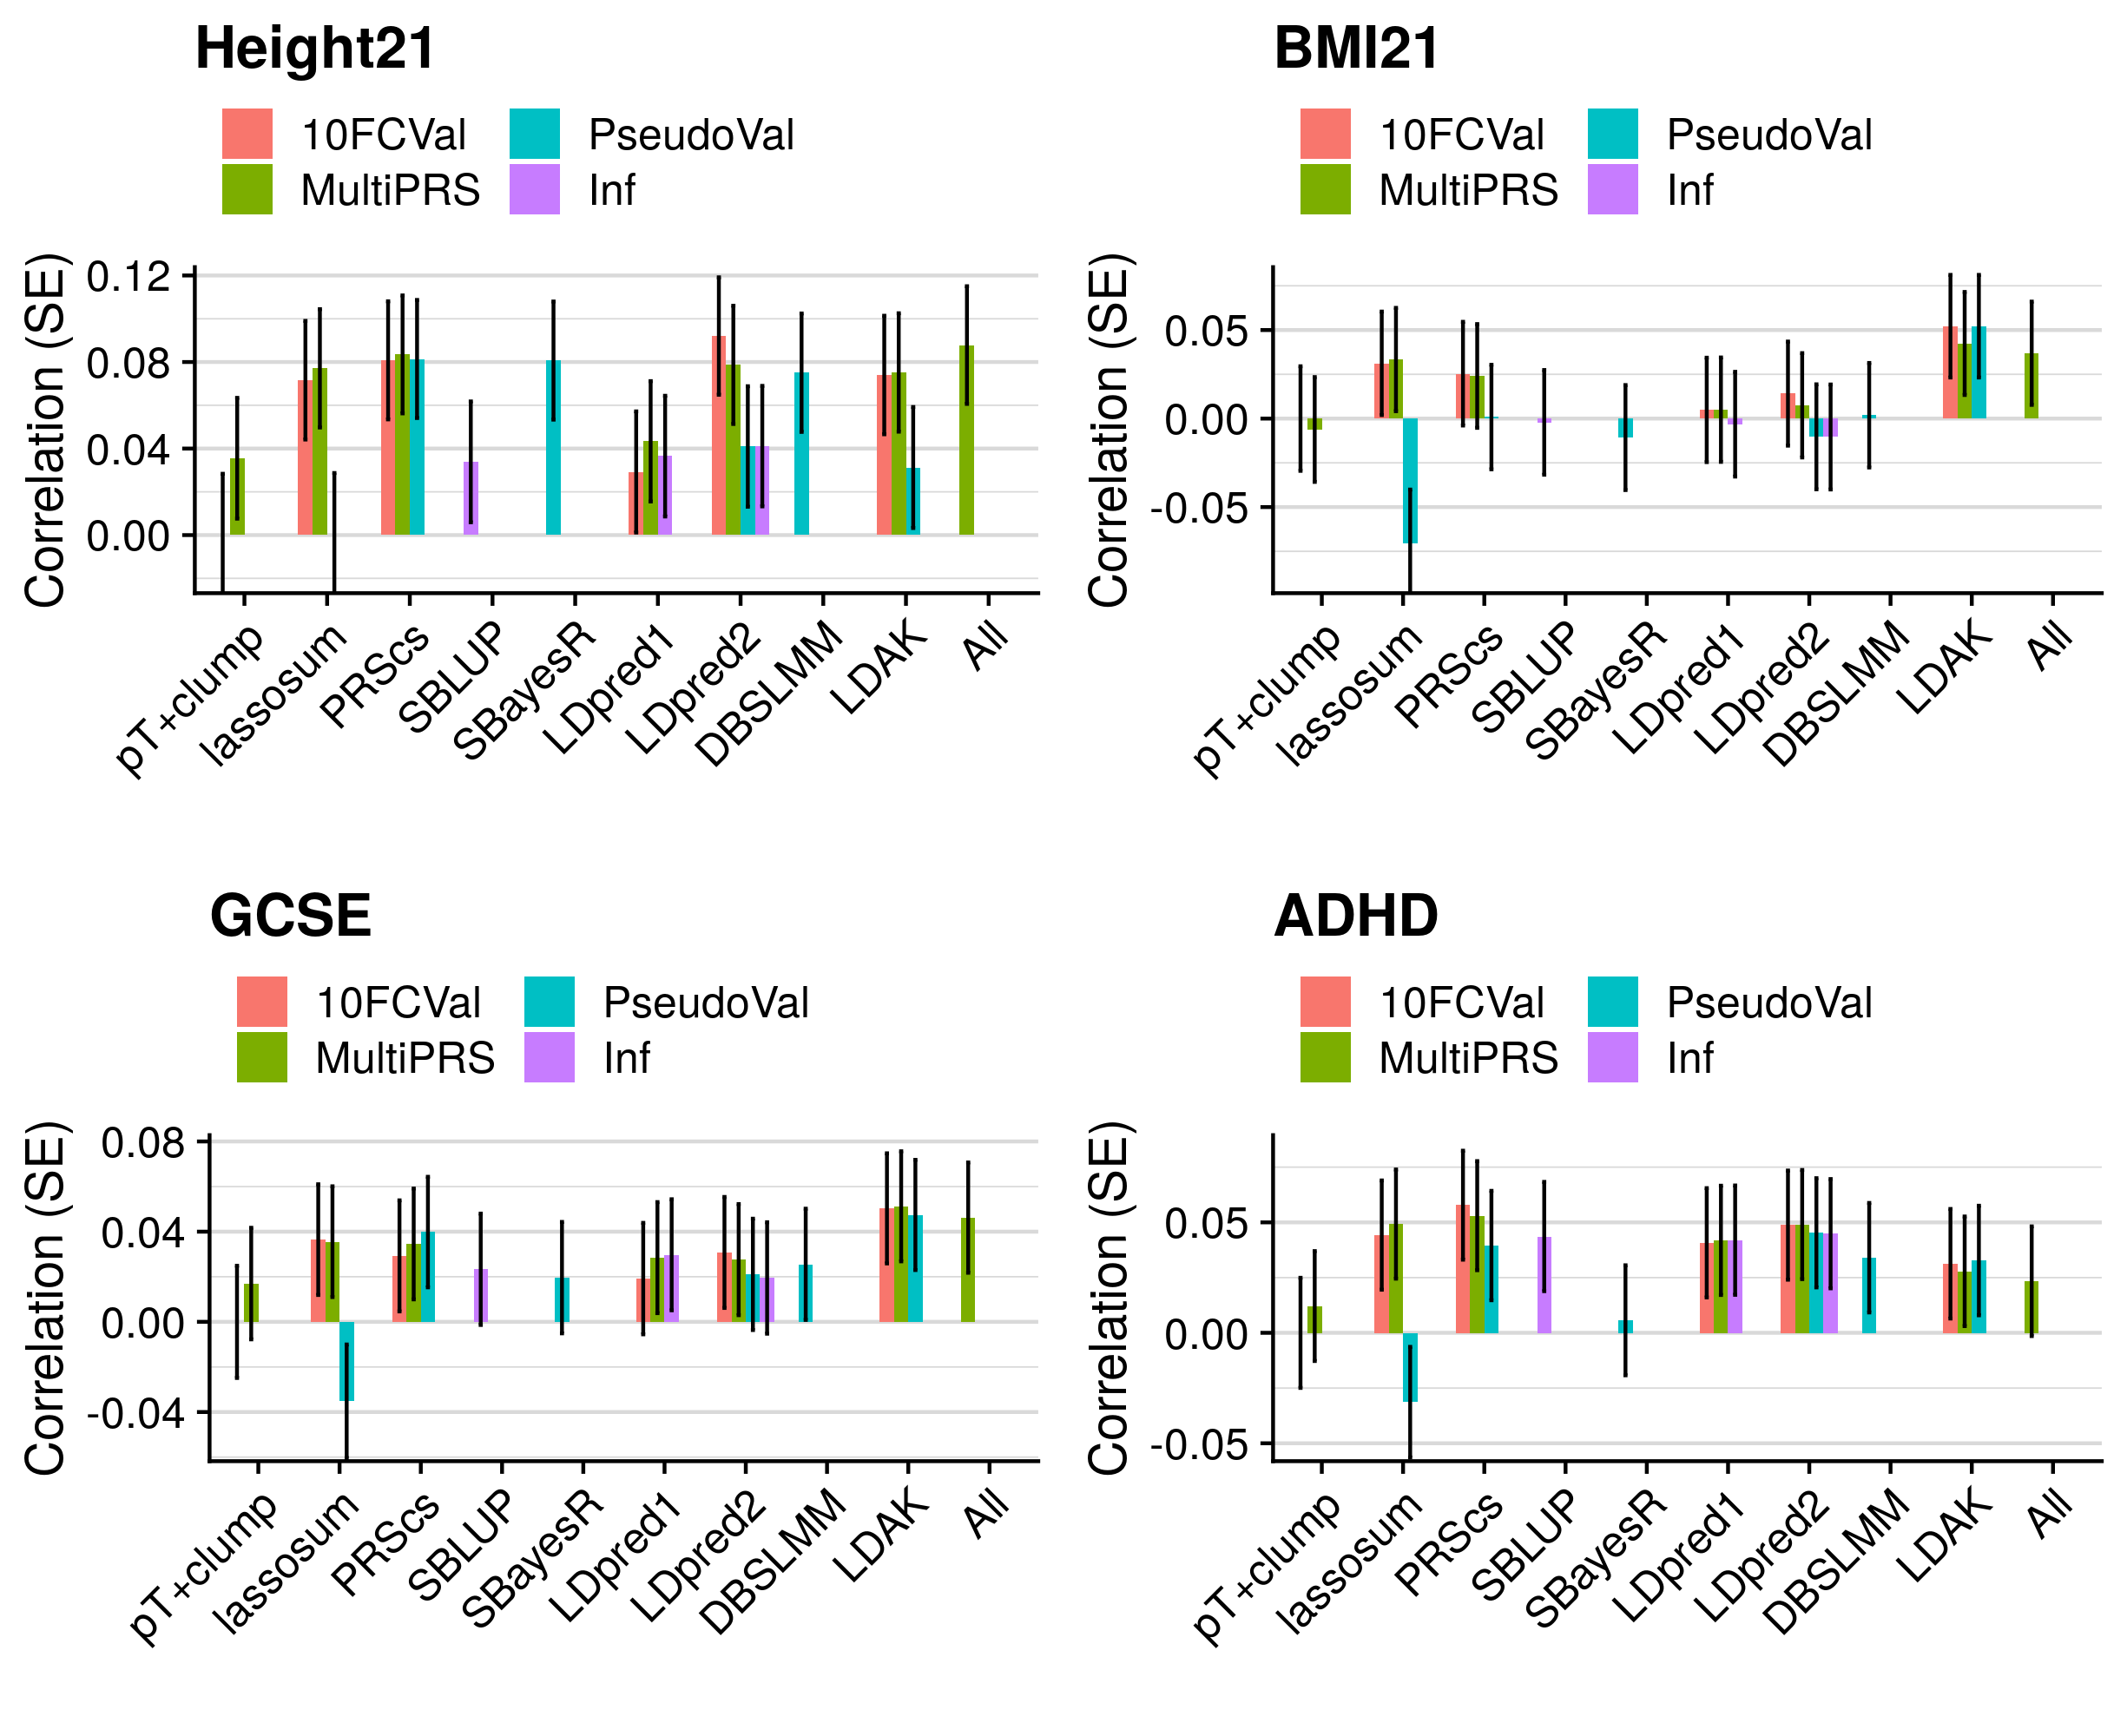 Height21
10FCVal
PseudoVal
MultiPRS
Inf
Correlation (SE)
0.12
0.08
0.04
0.00
pT+clump
lassosum
PRScs
SBLUP
SBayesR
LDpred1
LDpred2
DBSLMM
LDAK
All
BMI21
10FCVal
PseudoVal
MultiPRS
Inf
Correlation (SE)
0.05
0.00
-0.05
pT+clump
lassosum
PRScs
SBLUP
SBayesR
LDpred1
LDpred2
DBSLMM
LDAK
All
GCSE
10FCVal
PseudoVal
MultiPRS
Inf
Correlation (SE)
0.08
0.04
0.00
-0.04
pT+clump
lassosum
PRScs
SBLUP
SBayesR
LDpred1
LDpred2
DBSLMM
LDAK
All
ADHD
10FCVal
PseudoVal
MultiPRS
Inf
Correlation (SE)
0.05
0.00
-0.05
pT+clump
lassosum
PRScs
SBLUP
SBayesR
LDpred1
LDpred2
DBSLMM
LDAK
All